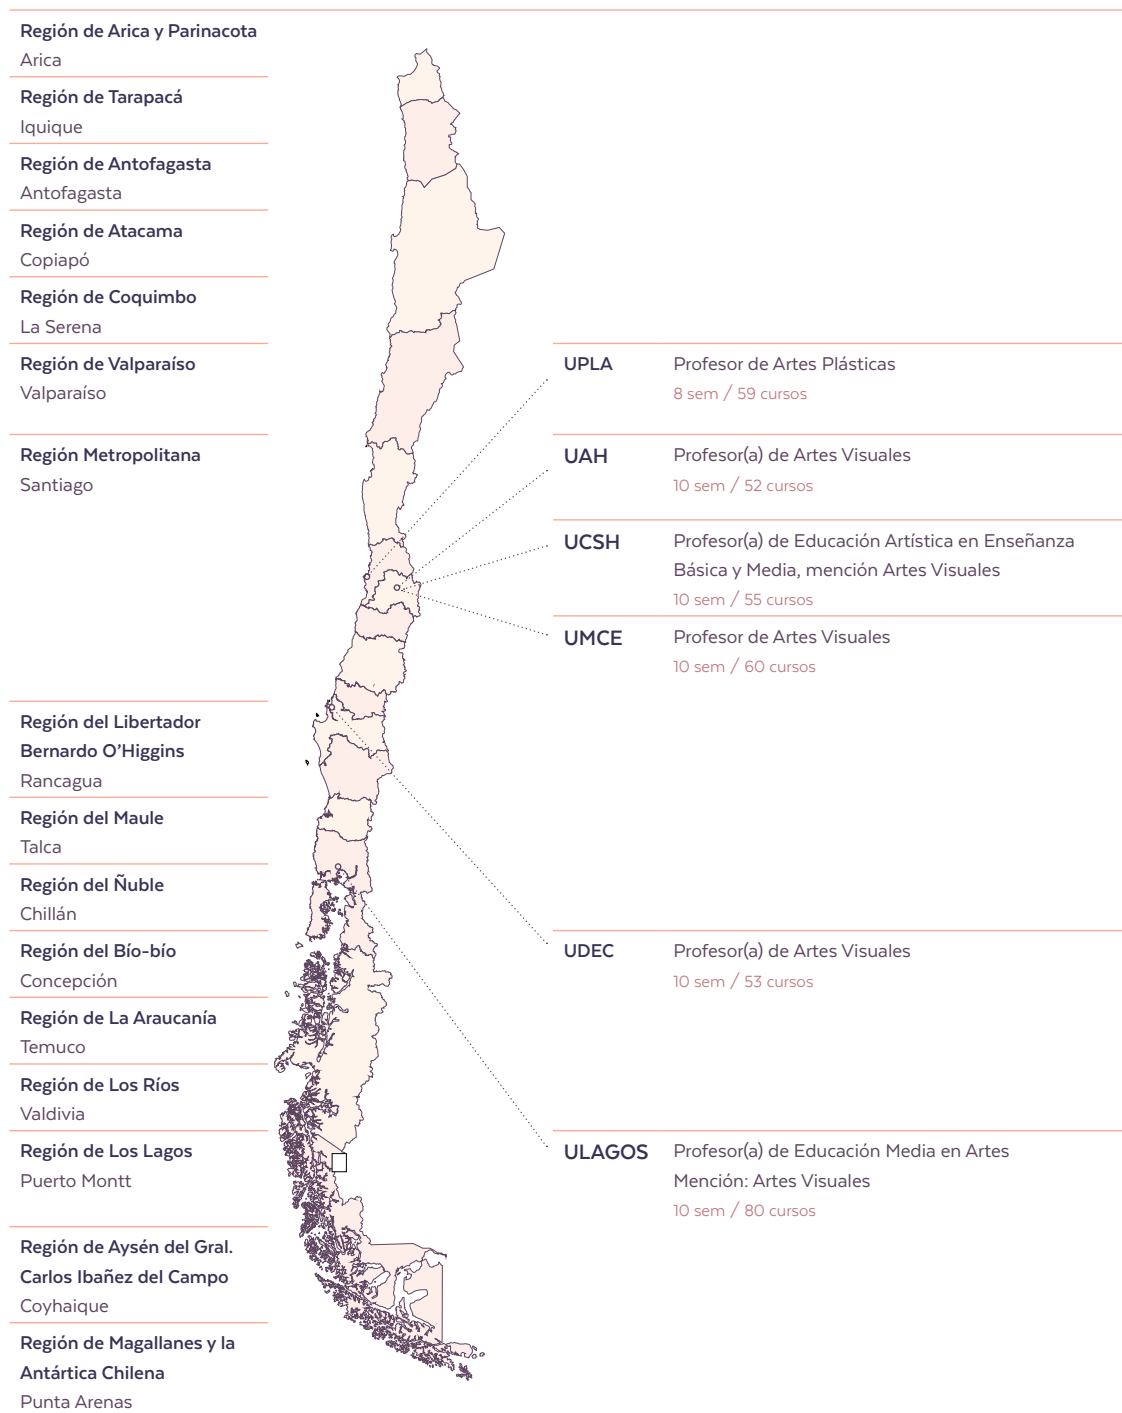 Región de Arica y Parinacota
Arica
Región de Tarapacá
Iquique
Región de Antofagasta
Antofagasta
Región de Atacama
Copiapó
Región de Coquimbo
La Serena
Región de Valparaíso
Valparaíso
UPLA
Profesor de Artes Plásticas
8 sem / 59 cursos
Región Metropolitana
Santiago
UAH
Profesor(a) de Artes Visuales
10 sem / 52 cursos
UCSH
Profesor(a) de Educación Artística en Enseñanza
Básica y Media, mención Artes Visuales
10 sem / 55 cursos
UMCE
Profesor de Artes Visuales
10 sem / 60 cursos
Región del Libertador
Bernardo O’Higgins
Rancagua
Región del Maule
Talca
Región del Ñuble
Chillán
Región del Bío-bío
Concepción
UDEC
Profesor(a) de Artes Visuales
10 sem / 53 cursos
Región de La Araucanía
Temuco
Región de Los Ríos
Valdivia
Región de Los Lagos
Puerto Montt
ULAGOS
Profesor(a) de Educación Media en Artes
Mención: Artes Visuales
10 sem / 80 cursos
Región de Aysén del Gral.
Carlos Ibañez del Campo
Coyhaique
Región de Magallanes y la
Antártica Chilena
Punta Arenas